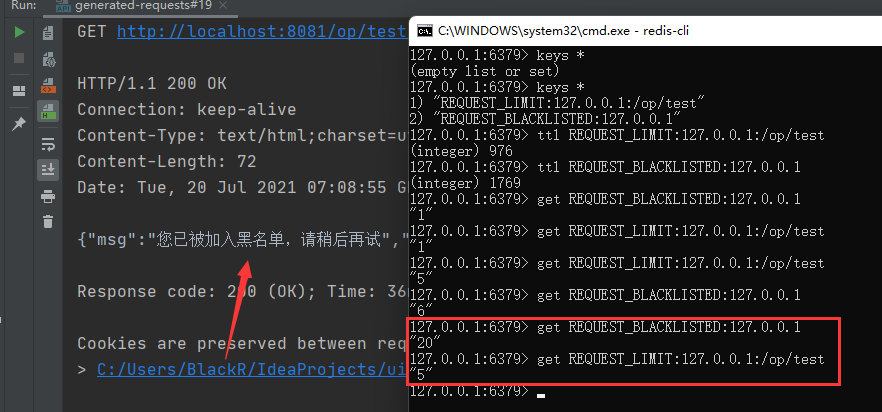 Run: generated-requests#19
GET http://localhost:8081/op/test
HTTP/1.1 200 OK
Connection: keep-alive
Content-Type: text/html;charset=u
Content-Length: 72
Date: Tue, 20 Jul 2021 07:08:55 G
{"msg":"您已被加入黑名单，请稍后再试","
Response code: 200 (OK); Time: 36
Cookies are preserved between req
> C:/Users/BlackR/IdeaProjects/ui
C:\WINDOWS\system32\cmd.exe - redis-cli
127.0.0.1:6379> keys *
(empty list or set)
127.0.0.1:6379> keys *
1) "REQUEST_LIMIT:127.0.0.1:/op/test"
2) "REQUEST_BLACKLISTED:127.0.0.1"
127.0.0.1:6379> ttl REQUEST_LIMIT:127.0.0.1:/op/test
(integer) 976
127.0.0.1:6379> ttl REQUEST_BLACKLISTED:127.0.0.1
(integer) 1769
127.0.0.1:6379> get REQUEST_BLACKLISTED:127.0.0.1
"1"
127.0.0.1:6379> get REQUEST_LIMIT:127.0.0.1:/op/test
"1"
127.0.0.1:6379> get REQUEST_LIMIT:127.0.0.1:/op/test
"5"
127.0.0.1:6379> get REQUEST_BLACKLISTED:127.0.0.1
"6"
127.0.0.1:6379> get REQUEST_BLACKLISTED:127.0.0.1
"20"
127.0.0.1:6379> get REQUEST_LIMIT:127.0.0.1:/op/test
"5"
127.0.0.1:6379>